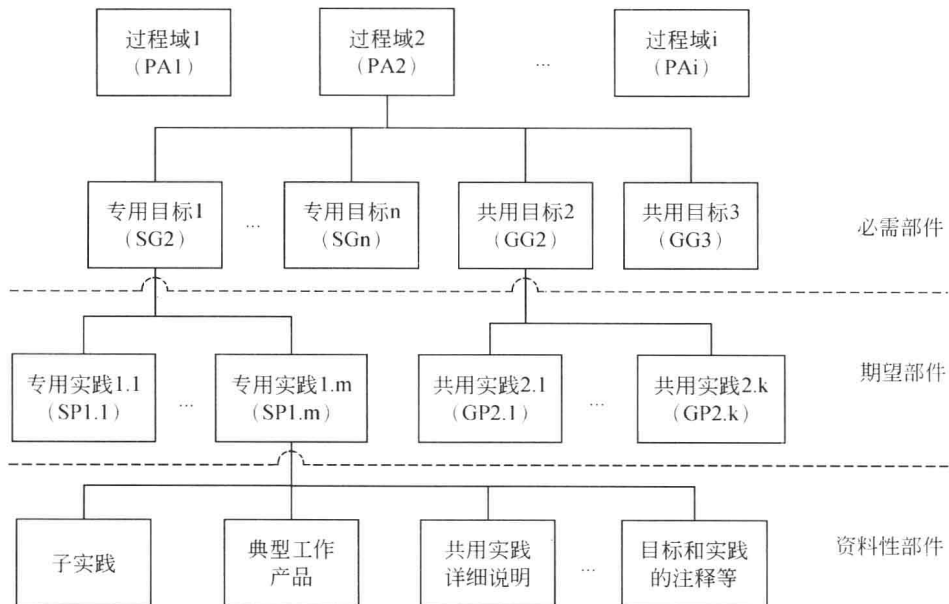 过程域1
（PA1）
过程域2
（PA2）
...
过程域i
（PAi）
专用目标1
（SG2）
...
专用目标n
（SGn）
共用目标2
（GG2）
共用目标3
（GG3）
必需部件
专用实践1.1
（SP1.1）
...
专用实践1.m
（SP1.m）
共用实践2.1
（GP2.1）
...
共用实践2.k
（GP2.k）
期望部件
子实践
典型工作
产品
共用实践
详细说明
...
目标和实践
的注释等
资料性部件